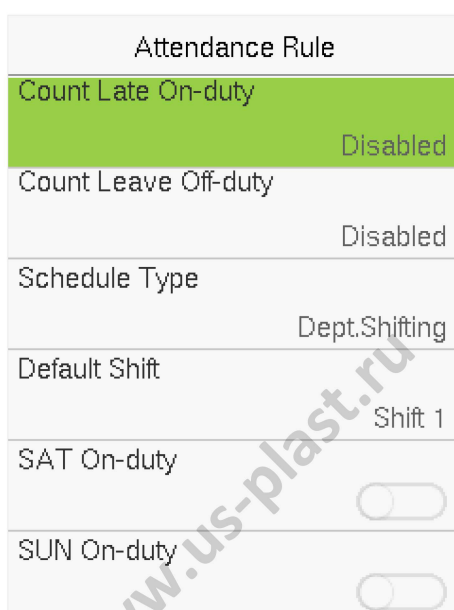 Attendance Rule
Count Late On-duty
Disabled
Count Leave Off-duty
Disabled
Schedule Type
Dept.Shifting
Default Shift
Shift 1
SAT On-duty
SUN On-duty
w.us-plast.ru